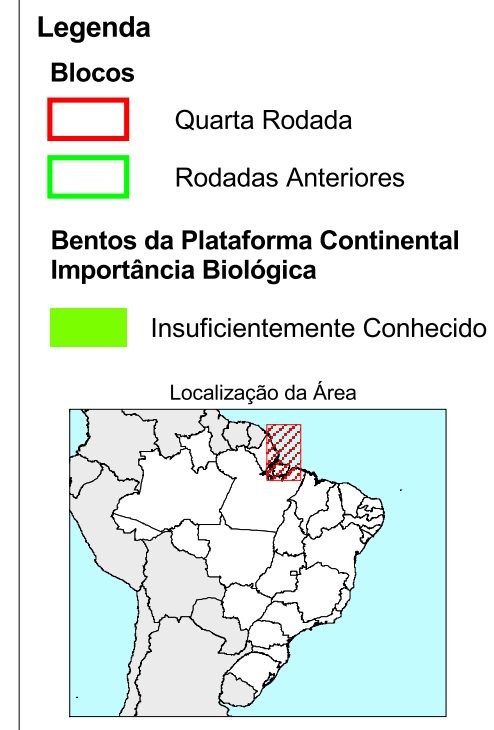 Legenda
Blocos
Quarta Rodada
Rodadas Anteriores
Bentos da Plataforma Continental
Importância Biológica
Insuficientemente Conhecido
Localização da Área